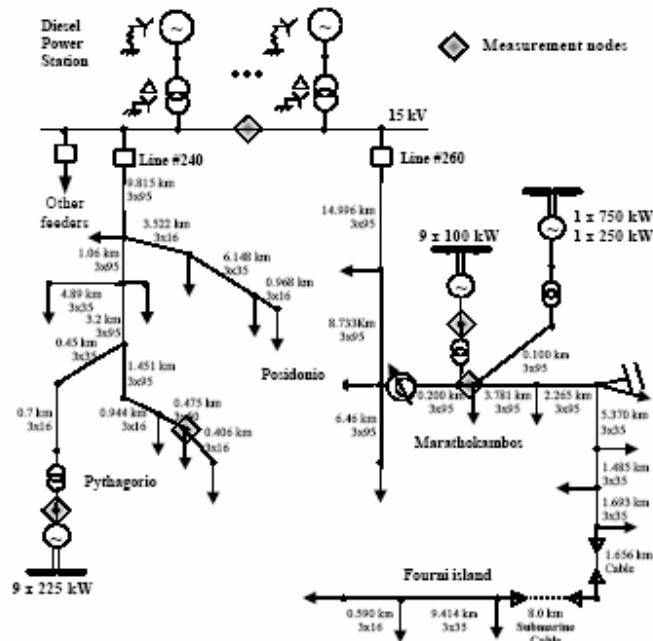 Diesel
Power
Station
Measurement nodes
15 kV
Line #240
Line #260
Other
feeders
9.815 km
3x95
3.522 km
3x16
14.996 km
3x95
1 x 750 kW
1 x 250 kW
9 x 100 kW
1.06 km
3x95
6.148 km
3x35
0.968 km
3x16
4.89 km
3x35
3.2 km
3x95
8.733Km
3x95
0.45 km
3x35
Posidonio
0.100 km
3x95
1.451 km
3x95
0.200 km
3x95
3.781 km
3x95
2.265 km
3x95
0.7 km
3x16
0.944 km
3x16
0.475 km
0.406 km
3x16
6.46 km
3x95
Marathokambos
5.370 km
3x35
Pythagorio
1.485 km
3x35
1.693 km
3x35
9 x 225 kW
Fourni island
1.656 km
Cable
0.590 km
3x16
9.414 km
3x35
8.0 km
Submarine
Cable